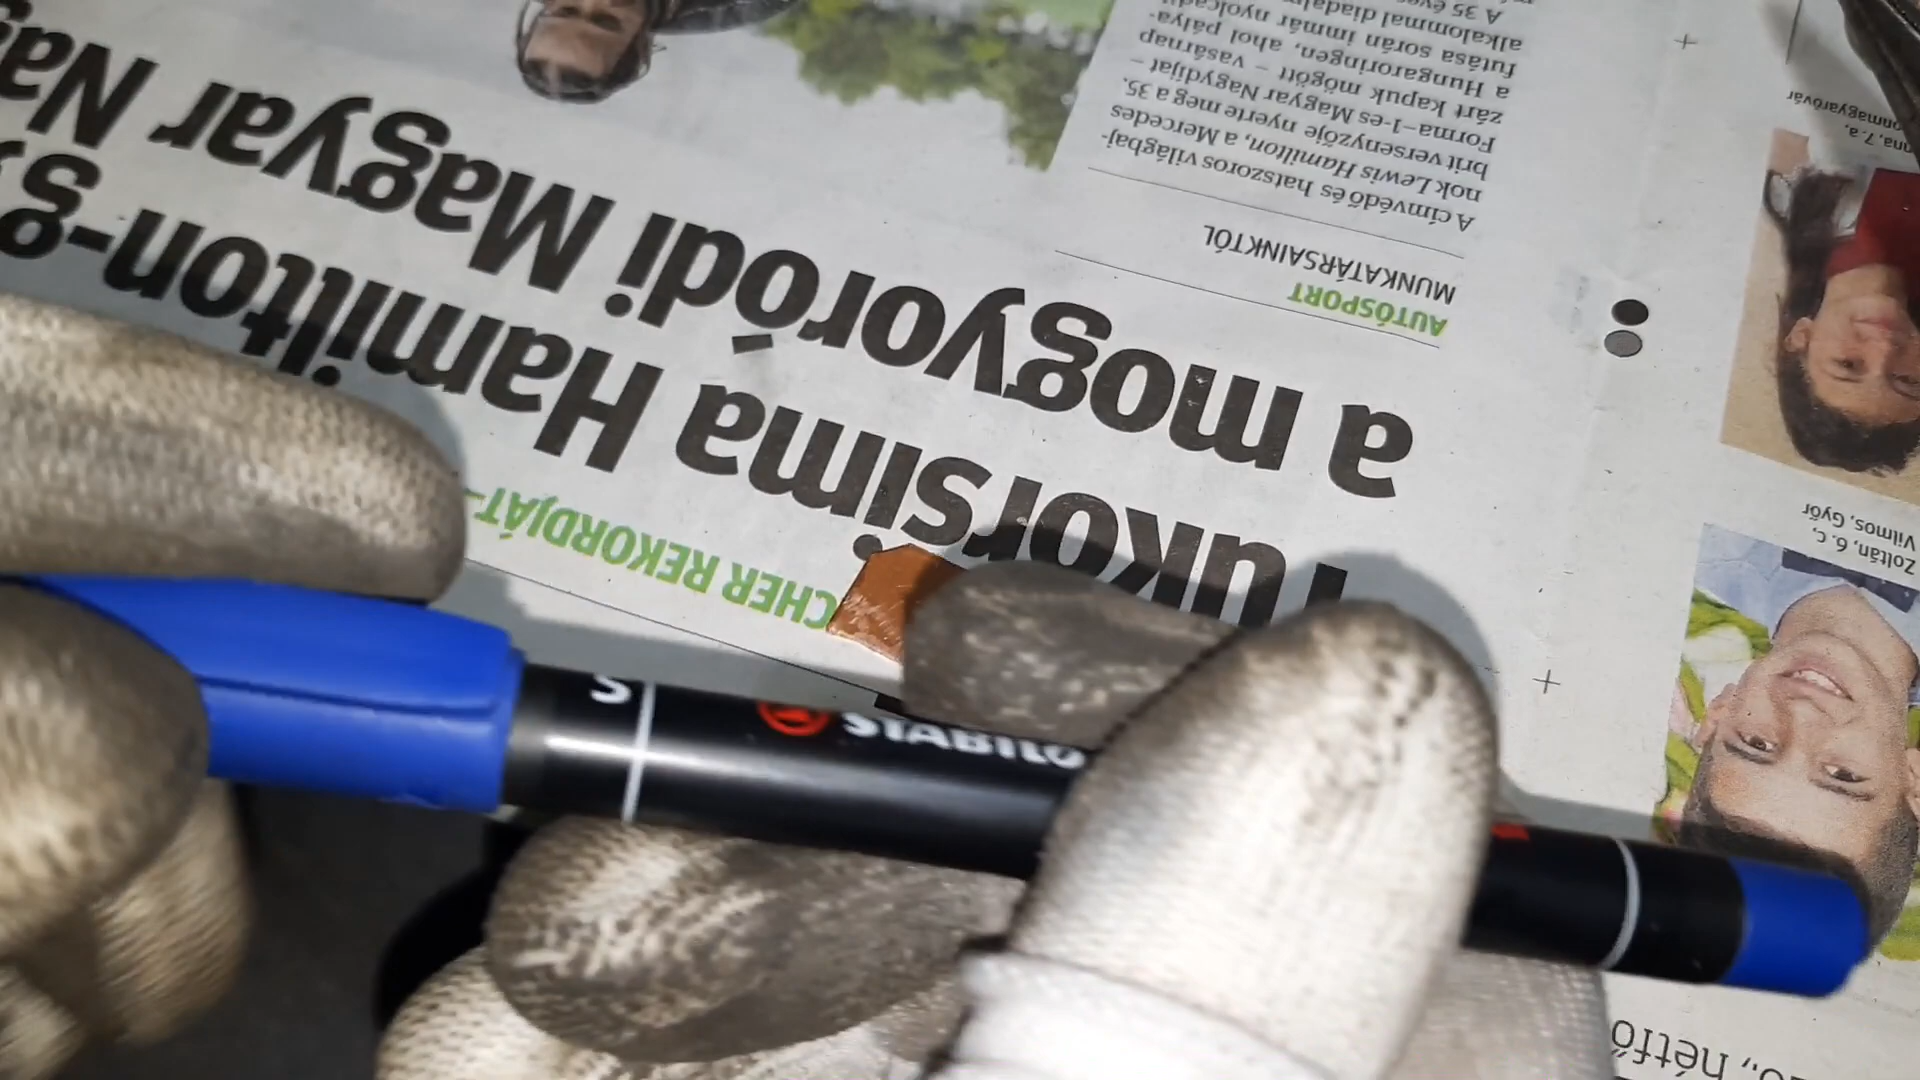 CHER REKORDJÁT
Tükörsima Hamilton-g
a mogyoródi Magyar Na
AUTÓSPORT
MUNKATÁRSAINKTÓL
A címvédő és hatszoros világbaj-
nok Lewis Hamilton, a Mercedes
brit versenyzője nyerte meg a 35.
Forma–1-es Magyar Nagydíjat –
zárt kapuk mögött – vasárnap
a Hungaroringen, ahol pálya-
futása során immár nyolcadik
alkalommal
A 35 éves
S
STABILO
Zoltán, 6. c,
Vilmos, Győr
7. a,
onmagyaróvár
hétfő